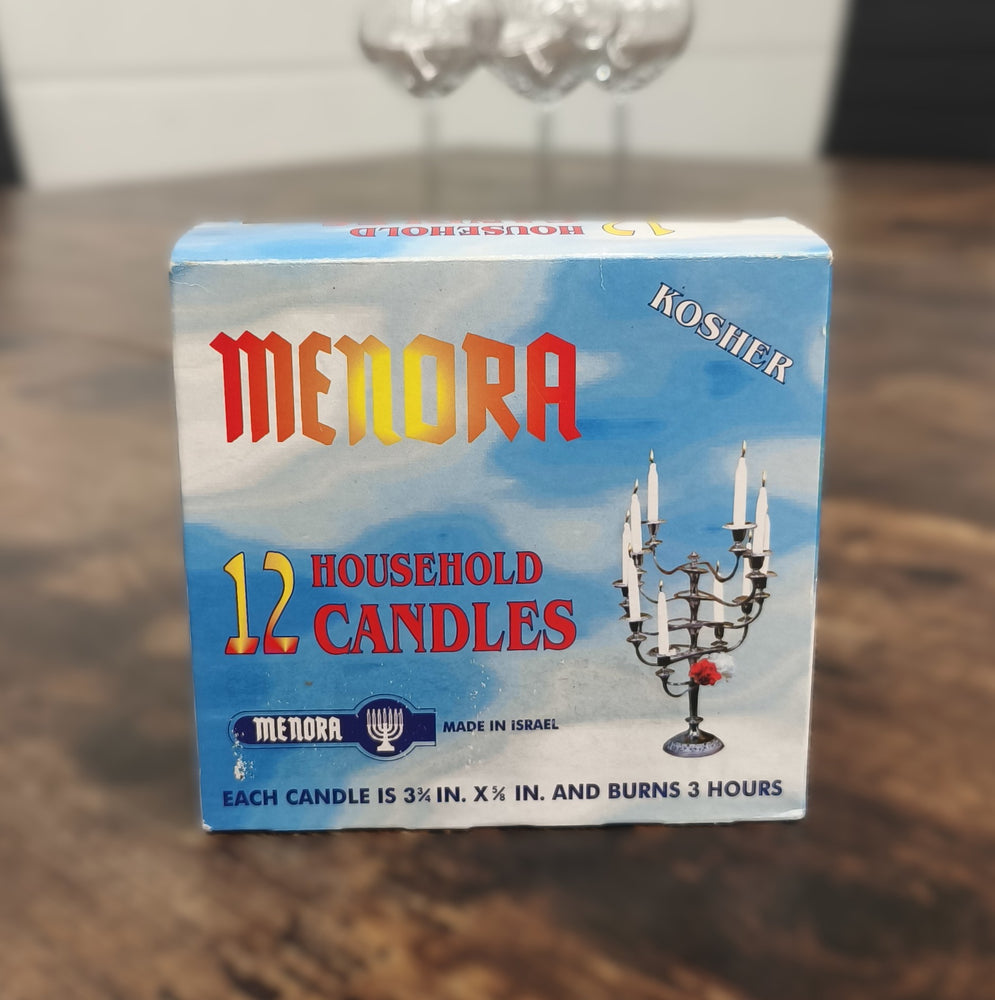 12 HOUSEHOLD
CANDLES
KOSHER
MENORA
12 HOUSEHOLD
CANDLES
MENORA MADE IN iSRAEL
EACH CANDLE IS 3¾ IN. X ⅝ IN. AND BURNS 3 HOURS